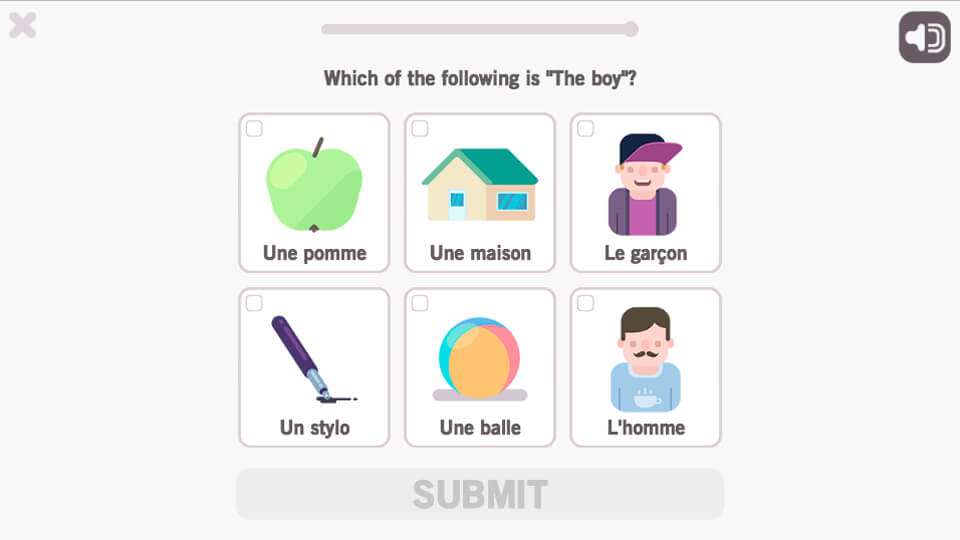 Which of the following is "The boy"?
Une pomme
Une maison
Le garçon
Un stylo
Une balle
L'homme
SUBMIT